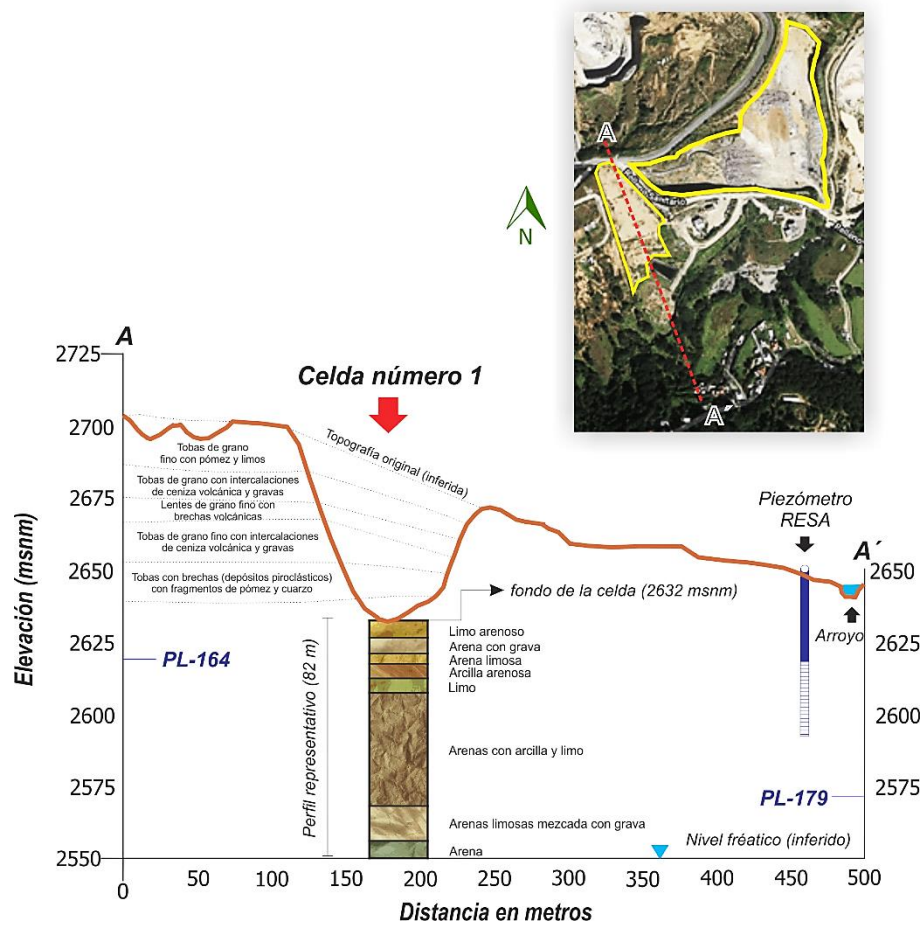 A
Relleno Sanitario
Relleno
A´
N
A
Celda número 1
2725
2700
2675
2650
2625
2600
2575
2550
Elevación (msnm)
Topografía original (inferida)
Tobas de grano
fino con pómez y limos
Tobas de grano con intercalaciones
de ceniza volcánica y gravas
Lentes de grano fino con
brechas volcánicas
Tobas de grano fino con intercalaciones
de ceniza volcánica y gravas
Tobas con brechas (depósitos piroclásticos)
con fragmentos de pómez y cuarzo
Piezómetro
RESA
A´
2650
2625
2600
2575
2550
fondo de la celda (2632 msnm)
Arroyo
PL-164
Perfil representativo (82 m)
Limo arenoso
Arena con grava
Arena limosa
Arcilla arenosa
Limo
Arenas con arcilla y limo
Arenas limosas mezcada con grava
Arena
PL-179
Nivel fréatico (inferido)
0
50
100
150
200
250
300
350
400
450
500
Distancia en metros